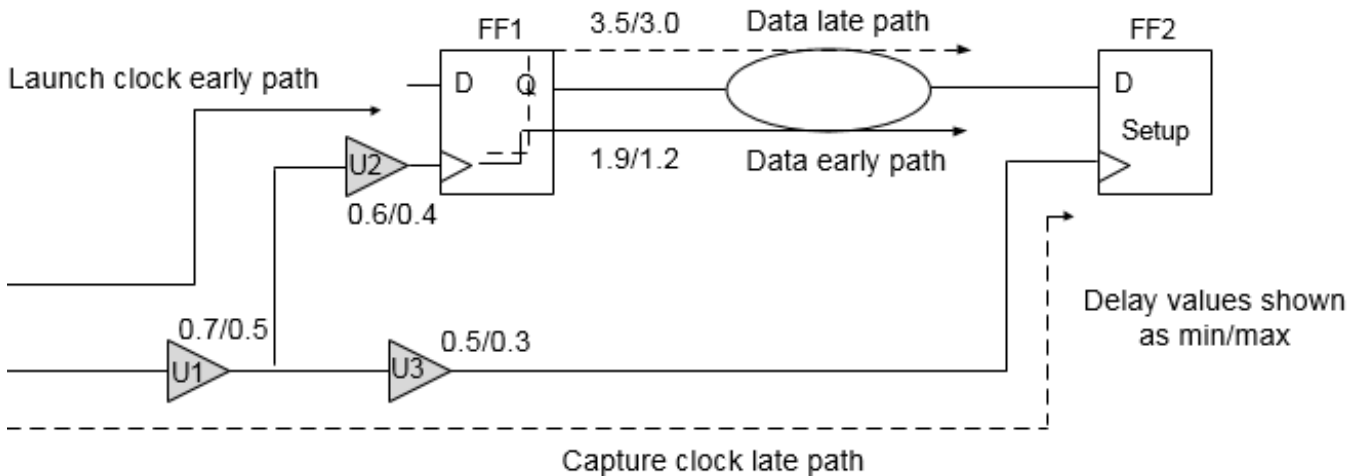 FF1
3.5/3.0
Data late path
FF2
Launch clock early path
D
Q
D
Setup
U2
1.9/1.2
Data early path
0.6/0.4
Delay values shown
as min/max
0.7/0.5
0.5/0.3
U1
U3
Capture clock late path